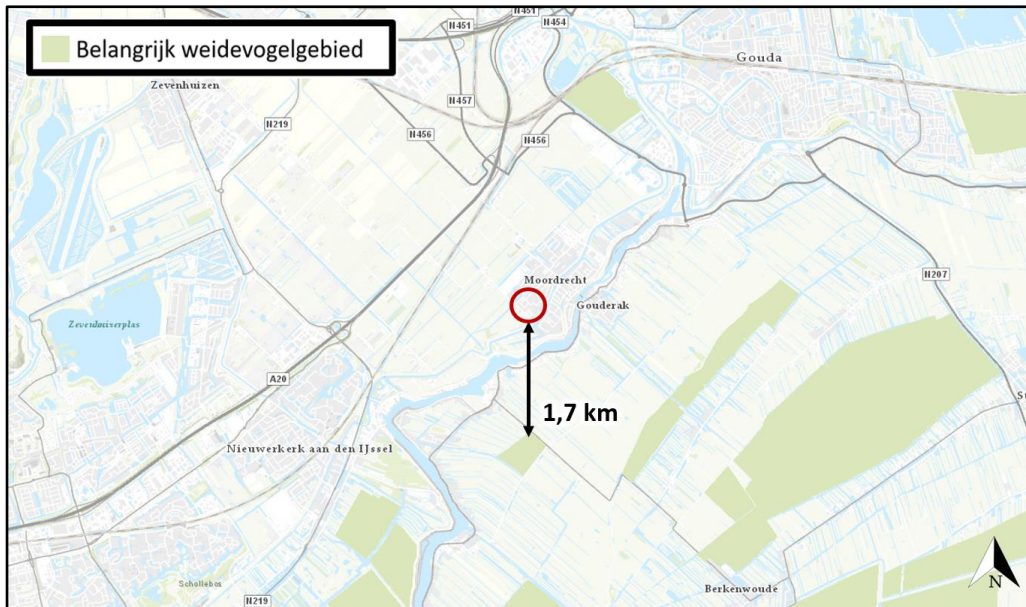 Belangrijk weidevogelgebied
N451
N451
N454
Gouda
Zevenhuizen
N457
N219
N456
N456
Moordrecht
Gouderak
N207
Zevenhuizerplas
A20
1,7 km
Nieuwerkerk aan den IJssel
Schollebos
N219
Berkenwoude
N